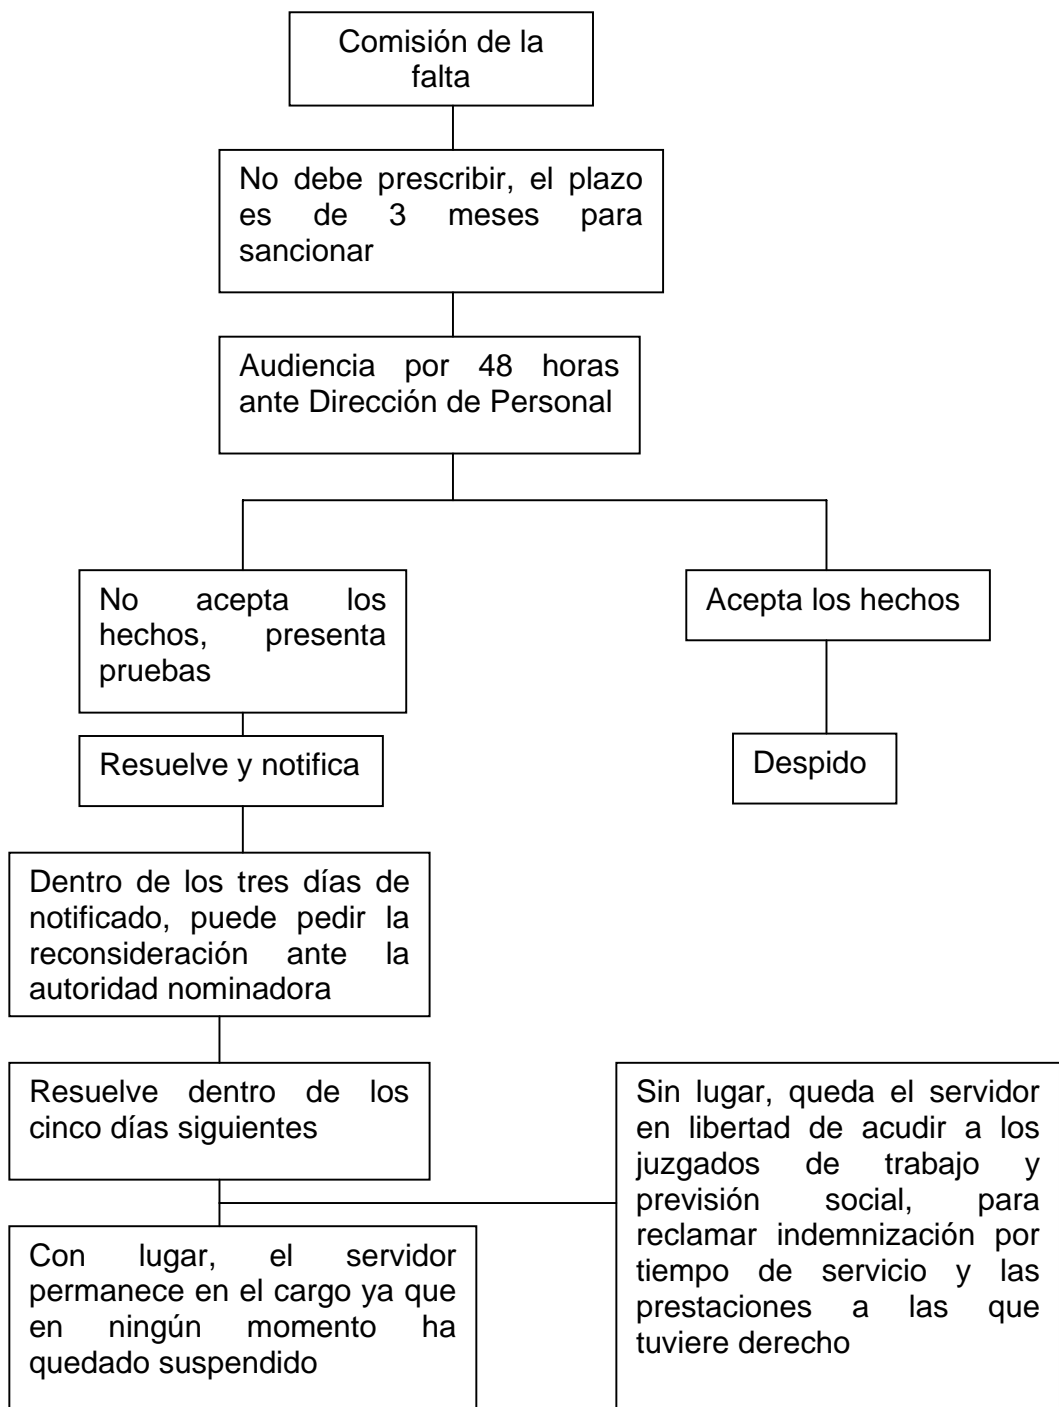 Comisión de la
falta
No debe prescribir, el plazo
es de 3 meses para
sancionar
Audiencia por 48 horas
ante Dirección de Personal
No acepta los
hechos, presenta
pruebas
Acepta los hechos
Resuelve y notifica
Despido
Dentro de los tres días de
notificado, puede pedir la
reconsideración ante la
autoridad nominadora
Resuelve dentro de los
cinco días siguientes
Sin lugar, queda el servidor
en libertad de acudir a los
juzgados de trabajo y
previsión social, para
reclamar indemnización por
tiempo de servicio y las
prestaciones a las que
tuviere derecho
Con lugar, el servidor
permanece en el cargo ya que
en ningún momento ha
quedado suspendido